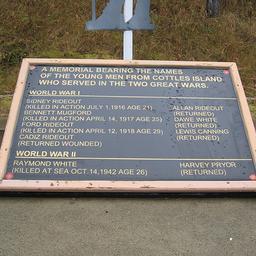 A MEMORIAL BEARING THE NAMES
OF THE YOUNG MEN FROM COTTLES ISLAND
WHO SERVED IN THE TWO GREAT WARS.
WORLD WAR I
SIDNEY RIDEOUT
(KILLED IN ACTION JULY 1,1916 AGE 21) ALLAN RIDEOUT
BENNETT MUGFORD (RETURNED)
(KILLED IN ACTION APRIL 14, 1917 AGE 25) DAWE WHITE
FORD RIDEOUT (RETURNED)
(KILLED IN ACTION APRIL 12, 1918 AGE 29) LEWIS CANNING
CADIZ RIDEOUT (RETURNED)
(RETURNED WOUNDED)
WORLD WAR II
RAYMOND WHITE HARVEY PRYOR
(KILLED AT SEA OCT.14,1942 AGE 26) (RETURNED)